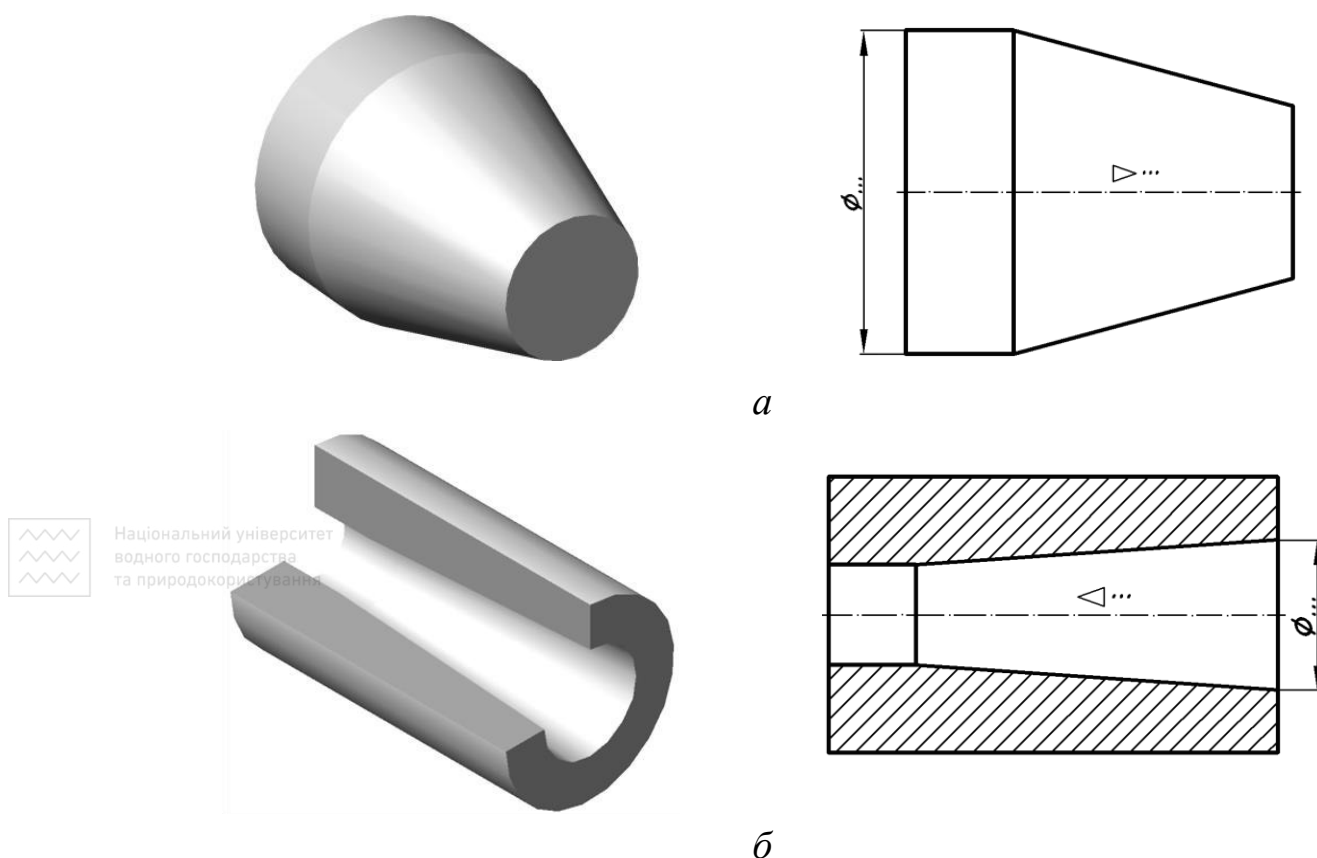 φ...
▷ ...
а
Національний університет
водного господарства
та природокористування
◁ ...
φ...
б